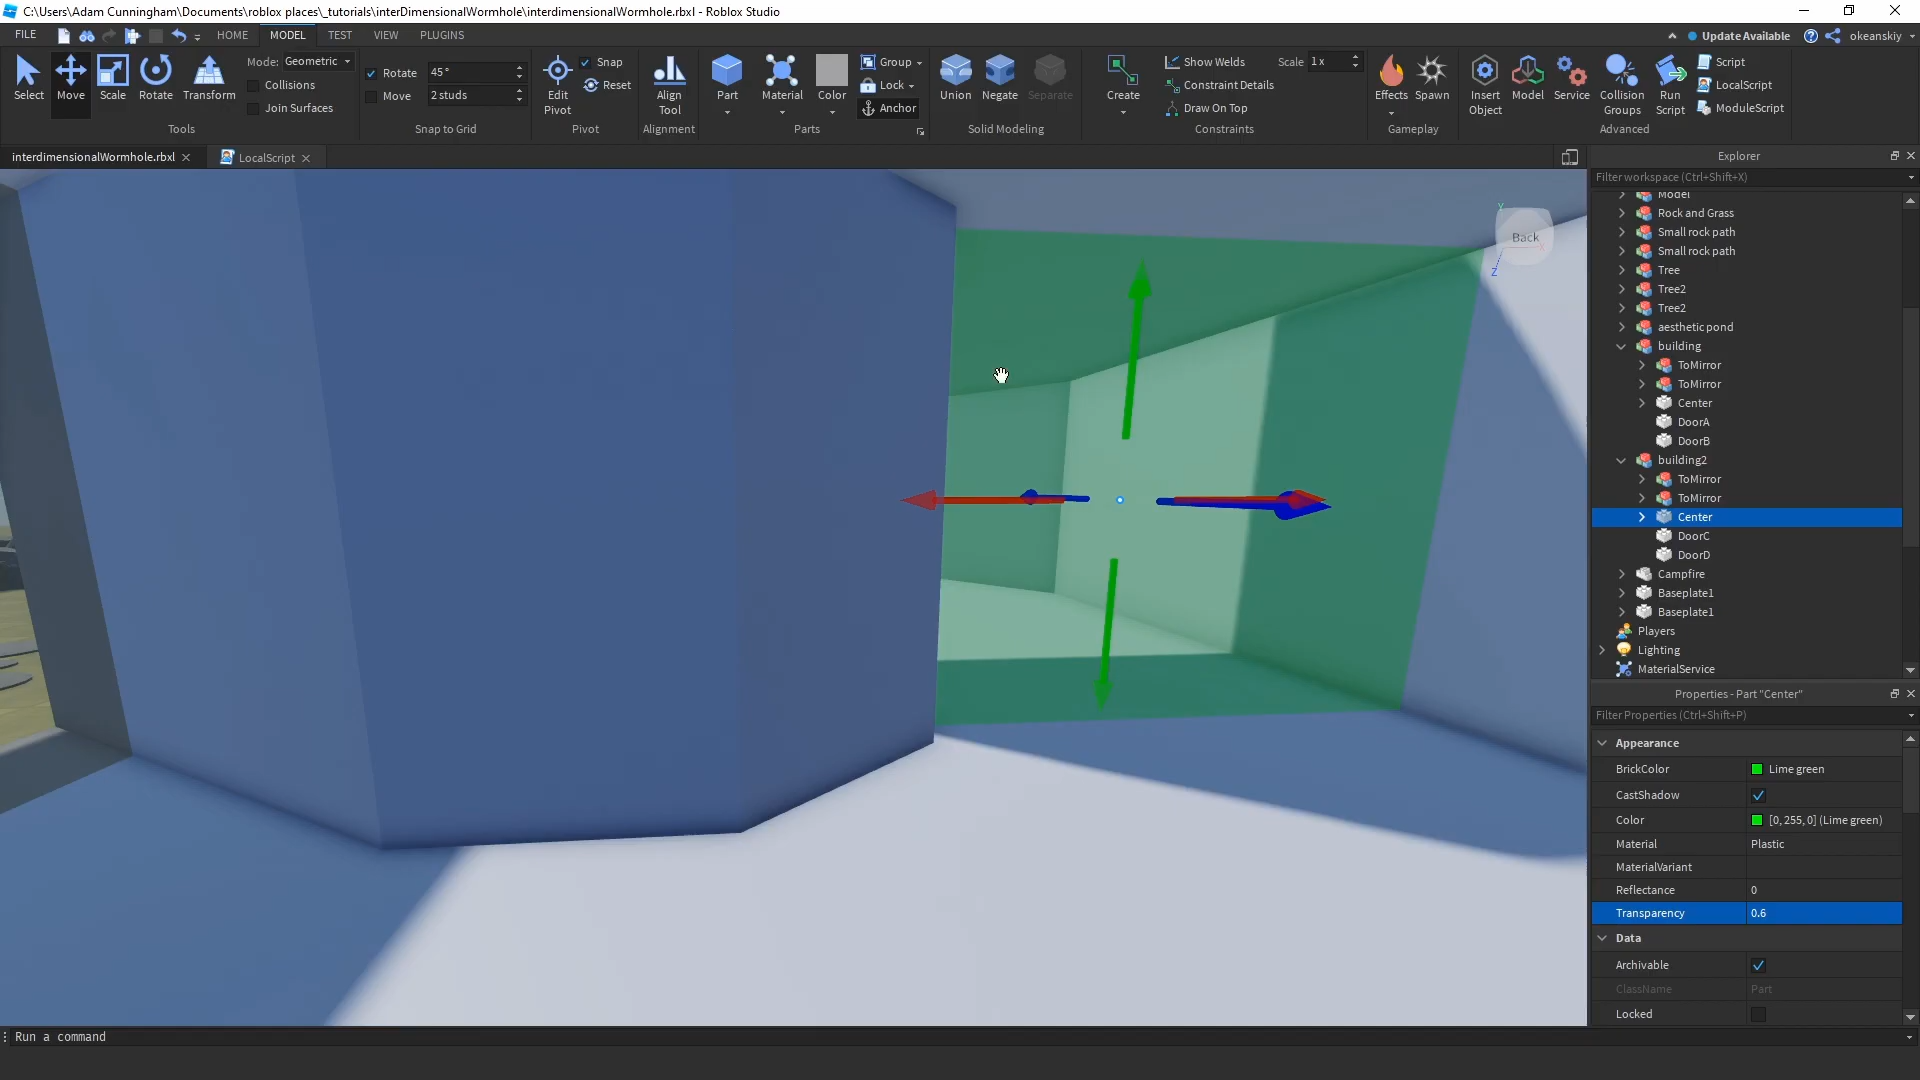 C:\Users\Adam Cunningham\Documents\roblox places\_tutorials\interDimensionalWormhole\interdimensionalWormhole.rbxl - Roblox Studio
FILE HOME MODEL TEST VIEW PLUGINS Update Available okeanskiy
Select Move Scale Rotate Transform
Mode: Geometric
Collisions
Join Surfaces
Tools
Rotate 45°
Move 2 studs
Snap to Grid
Edit Pivot
Snap
Reset
Pivot
Align Tool
Alignment
Part Material Color
Group
Lock
Anchor
Parts
Union Negate Separate
Solid Modeling
Create
Show Welds
Constraint Details
Draw On Top
Scale 1x
Constraints
Effects Spawn
Gameplay
Insert Object
Model
Service
Collision Groups
Run Script
Script
LocalScript
ModuleScript
Advanced
interdimensionalWormhole.rbxl
LocalScript
Y
Back
X
Z
Explorer
Filter workspace (Ctrl+Shift+X)
Model
Rock and Grass
Small rock path
Small rock path
Tree
Tree2
Tree2
aesthetic pond
building
ToMirror
ToMirror
Center
DoorA
DoorB
building2
ToMirror
ToMirror
Center
DoorC
DoorD
Campfire
Baseplate1
Baseplate1
Players
Lighting
MaterialService
Properties - Part "Center"
Filter Properties (Ctrl+Shift+P)
Appearance
BrickColor Lime green
CastShadow
Color [0, 255, 0] (Lime green)
Material Plastic
MaterialVariant
Reflectance 0
Transparency 0.6
Data
Archivable
ClassName Part
Locked
Run a command